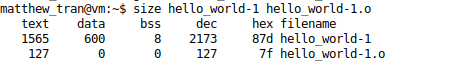 matthew_tran@vm:~$ size hello_world-1 hello_world-1.o
text data bss dec hex filename
1565 600 8 2173 87d hello_world-1
127 0 0 127 7f hello_world-1.o